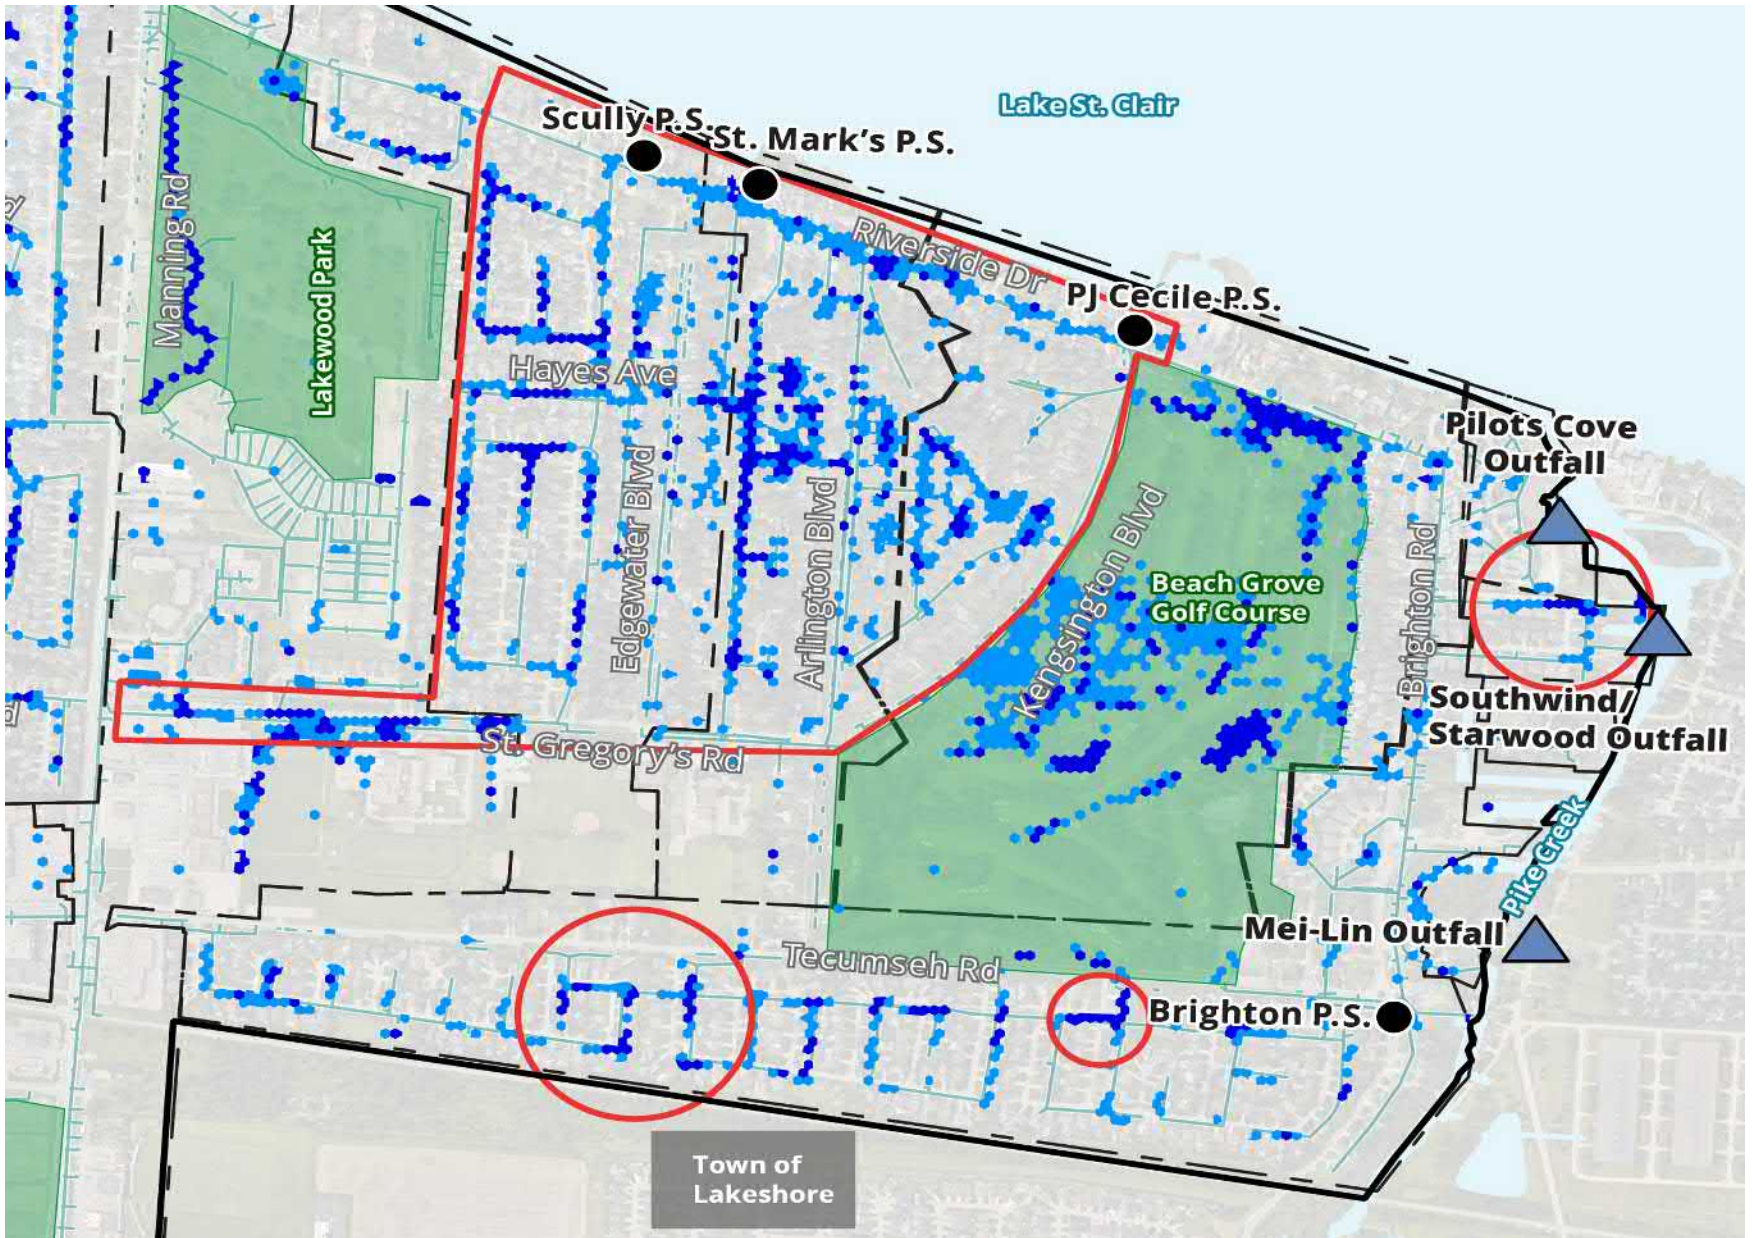 Lake St. Clair
Scully P.S.
St. Mark's P.S.
Riverside Dr
PJ Cecile P.S.
Manning Rd
Lakewood Park
Hayes Ave
Pilots Cove
Outfall
Edgewater Blvd
Arlington Blvd
Kengsington Blvd
Beach Grove
Golf Course
Brighton Rd
Southwind/
Starwood Outfall
St. Gregory's Rd
Pike Creek
Mei-Lin Outfall
Tecumseh Rd
Brighton P.S.
Town of
Lakeshore